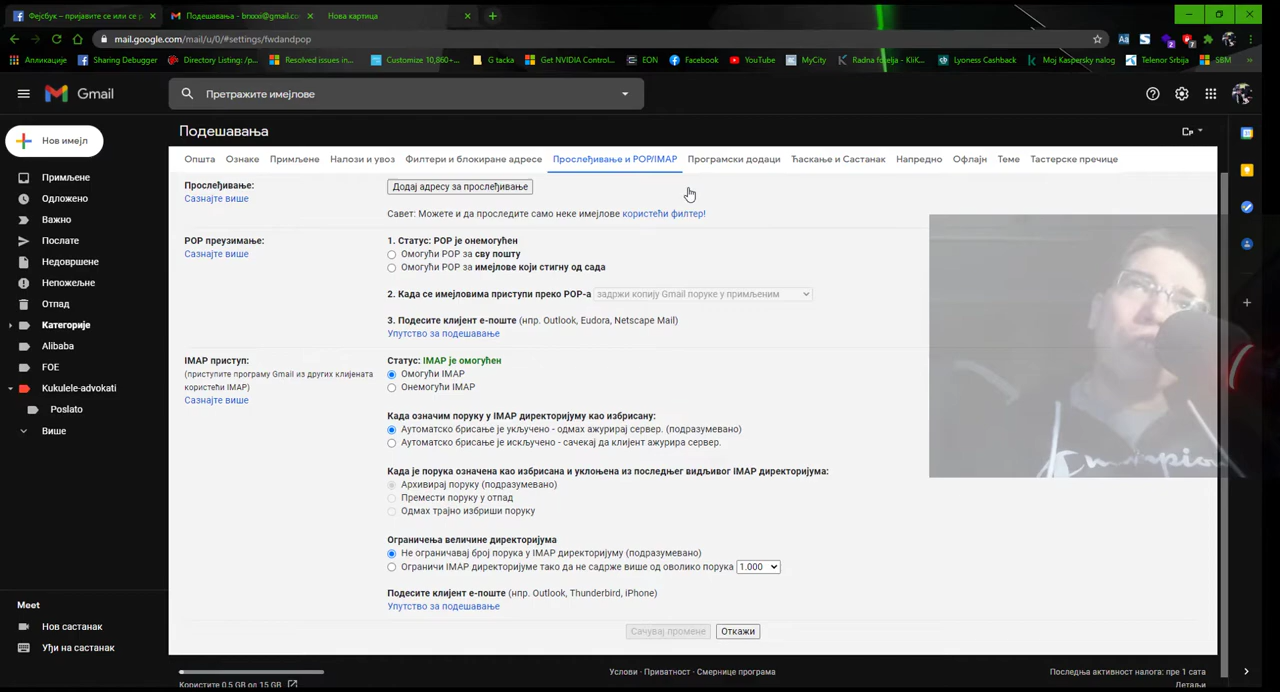 Фејсбук – пријавите се или се р
Подешавања - brxxxi@gmail.co
Нова картица
mail.google.com/mail/u/0/#settings/fwdandpop
Апликације
Sharing Debugger
Directory Listing: /p...
Resolved issues in...
Customize 10,860+...
G tacka
Get NVIDIA Control...
EON
Facebook
YouTube
MyCity
Radna fotelja - KliK...
Lyoness Cashback
Moj Kaspersky nalog
Telenor Srbija
SBM
Gmail
Претражите имејлове
Нови имејл
Подешавања
Ср
Општа
Ознаке
Примљене
Налози и увоз
Филтери и блокиране адресе
Прослеђивање и POP/IMAP
Програмски додаци
Ћаскање и Састанак
Напредно
Офлајн
Теме
Тастерске пречице
Примљене
Одложено
Важно
Послате
Недовршене
Непожељне
Отпад
Категорије
Alibaba
FOE
Kukulele-advokati
Poslato
Више
Прослеђивање:
Сазнајте више
Додај адресу за прослеђивање
Савет: Можете и да проследите само неке имејлове користећи филтер!
POP преузимање:
Сазнајте више
1. Статус: POP је онемогућен
Омогући POP за сву пошту
Омогући POP за имејлове који стигну од сада
2. Када се имејловима приступи преко POP-a задржи копију Gmail поруке у примљеним
3. Подесите клијент е-поште (нпр. Outlook, Eudora, Netscape Mail)
Упутство за подешавање
IMAP приступ:
(приступите програму Gmail из других клијената
користећи IMAP)
Сазнајте више
Статус: IMAP је омогућен
Омогући IMAP
Онемогући IMAP
Када означим поруку у IMAP директоријуму као избрисану:
Аутоматско брисање је укључено - одмах ажурирај сервер. (подразумевано)
Аутоматско брисање је искључено - сачекај да клијент ажурира сервер.
Када је порука означена као избрисана и уклоњена из последњег видљивог IMAP директоријума:
Архивирај поруку (подразумевано)
Премести поруку у отпад
Одмах трајно избриши поруку
Ограничења величине директоријума
Не ограничавај број порука у IMAP директоријуму (подразумевано)
Ограничи IMAP директоријуме тако да не садрже више од оволико порука 1.000
Подесите клијент е-поште (нпр. Outlook, Thunderbird, iPhone)
Упутство за подешавање
Сачувај промене
Откажи
Meet
Нови састанак
Уђи на састанак
Користите 0,5 GB од 15 GB
Услови · Приватност · Смернице програма
Последња активност налога: пре 1 сата
Детаљи